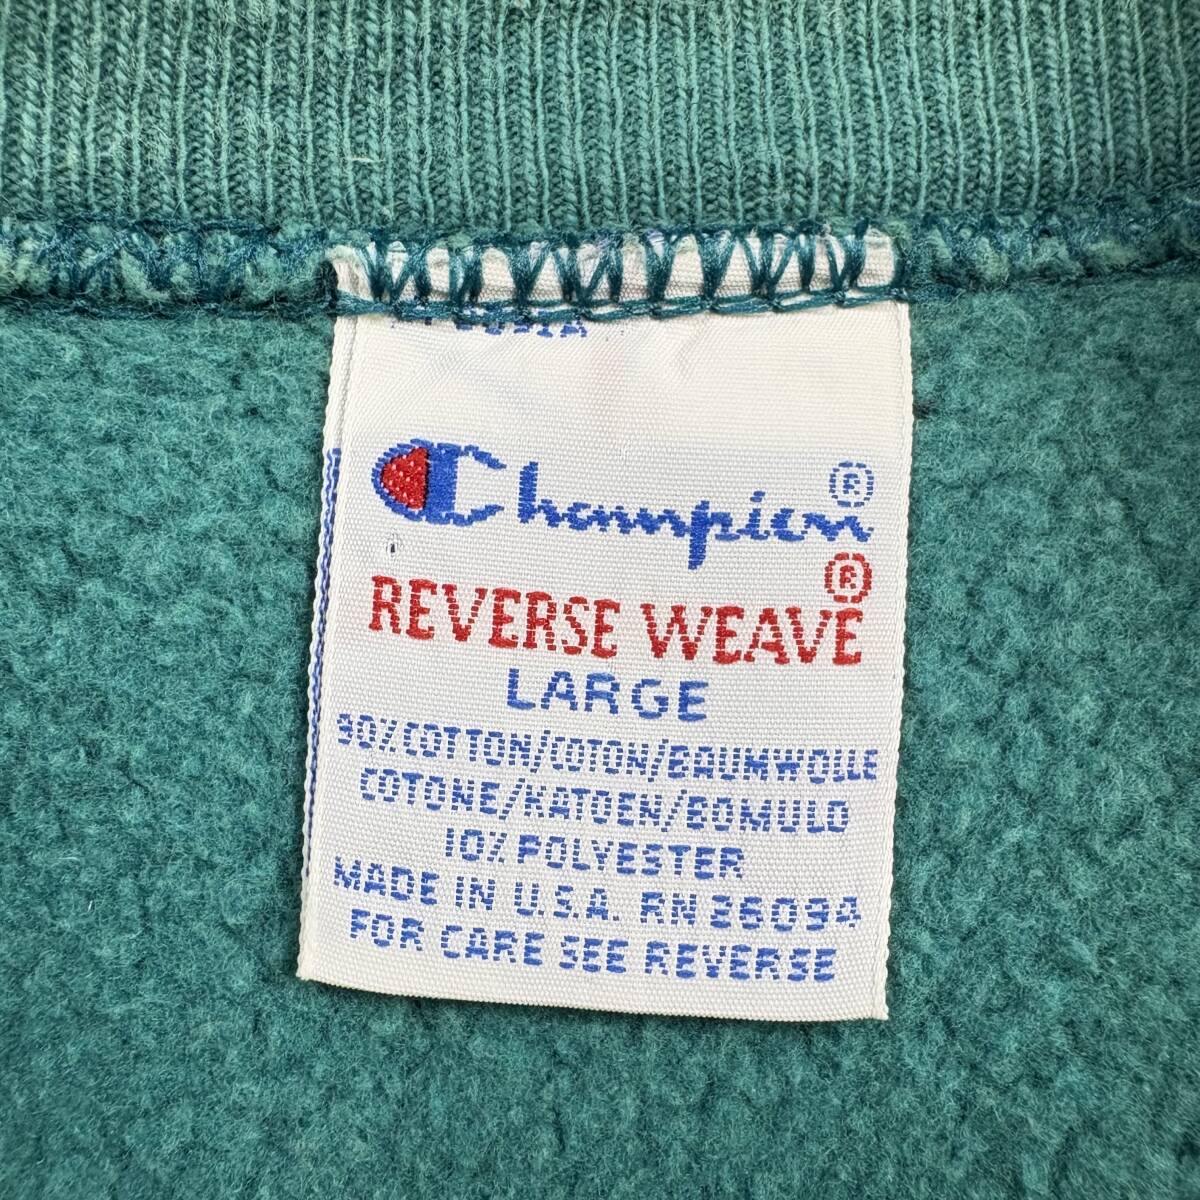 Champion ®
REVERSE WEAVE ®
LARGE
90% COTTON/COTON/BAUMWOLLE
COTONE/KATOEN/BOMULD
10% POLYESTER
MADE IN U.S.A. RN 26094
FOR CARE SEE REVERSE